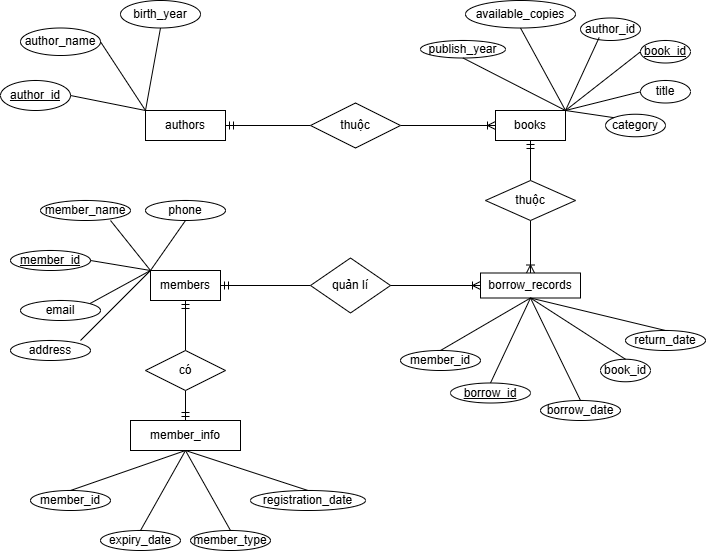 birth_year
available_copies
author_name
author_id
publish_year
book_id
author_id
title
authors
thuộc
books
category
member_name
phone
thuộc
member_id
members
quản lí
borrow_records
email
address
return_date
member_id
có
book_id
borrow_id
borrow_date
member_info
member_id
registration_date
expiry_date
member_type